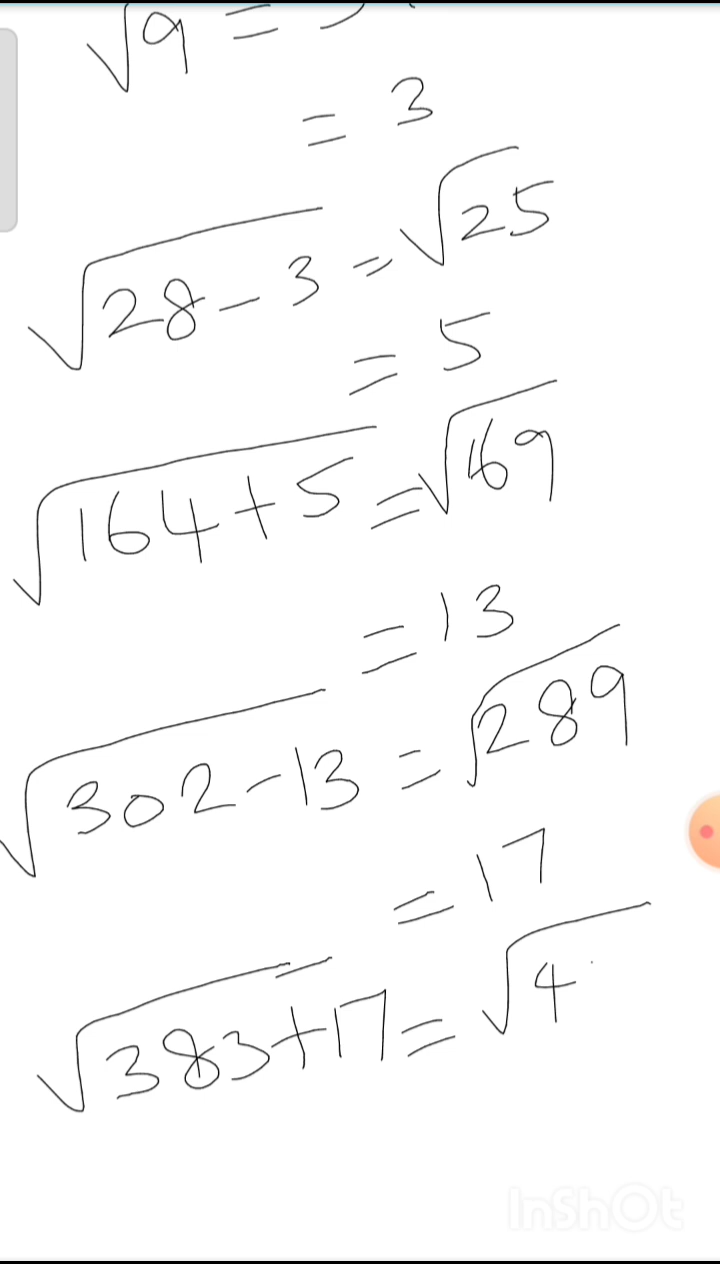 √9 =
= 3
√28-3 = √25
= 5
√164+5 = √169
= 13
√302-13 = √289
= 17
√383+17 = √4
InShOt